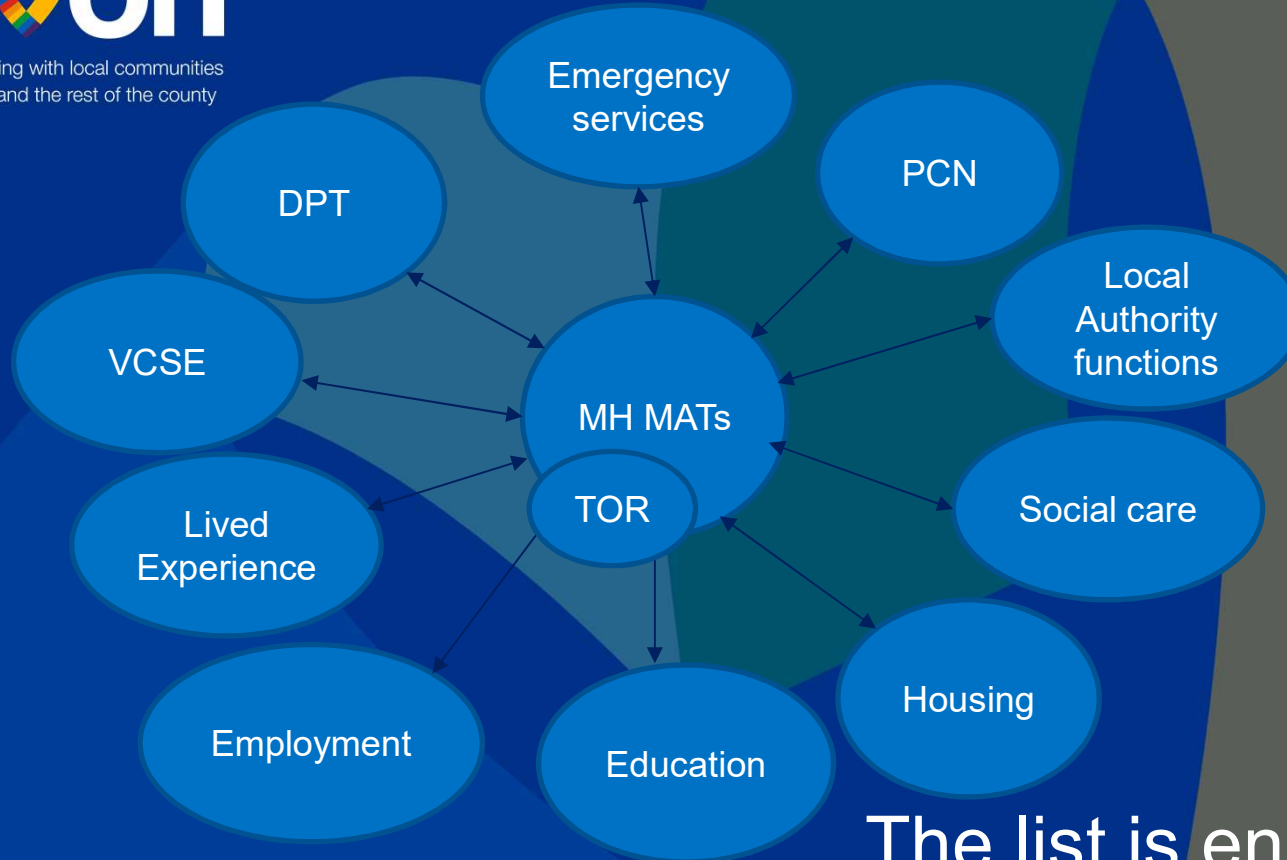 ing with local communities
and the rest of the county
Emergency
services
DPT
PCN
Local
Authority
functions
VCSE
MH MATs
TOR
Social care
Lived
Experience
Housing
Employment
Education
The list is en